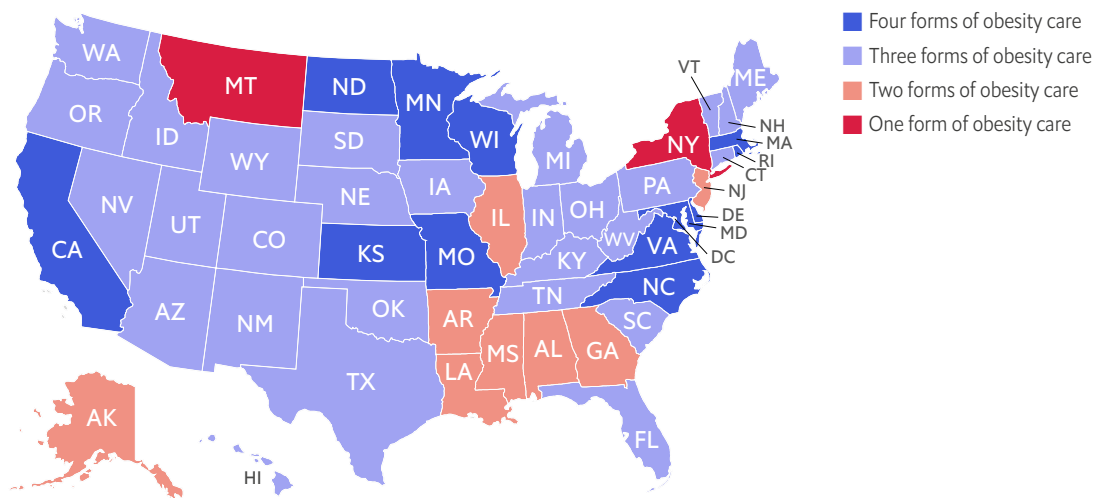 Four forms of obesity care
Three forms of obesity care
Two forms of obesity care
One form of obesity care
WA
MT
ND
MN
VT
ME
OR
ID
SD
WI
NY
NH
MA
WY
MI
RI
CT
IA
PA
NV
NE
IL
IN
OH
NJ
UT
CO
DE
MD
CA
KS
MO
WV
VA
DC
KY
NC
AZ
NM
OK
TN
AR
SC
MS
AL
GA
LA
TX
AK
FL
HI